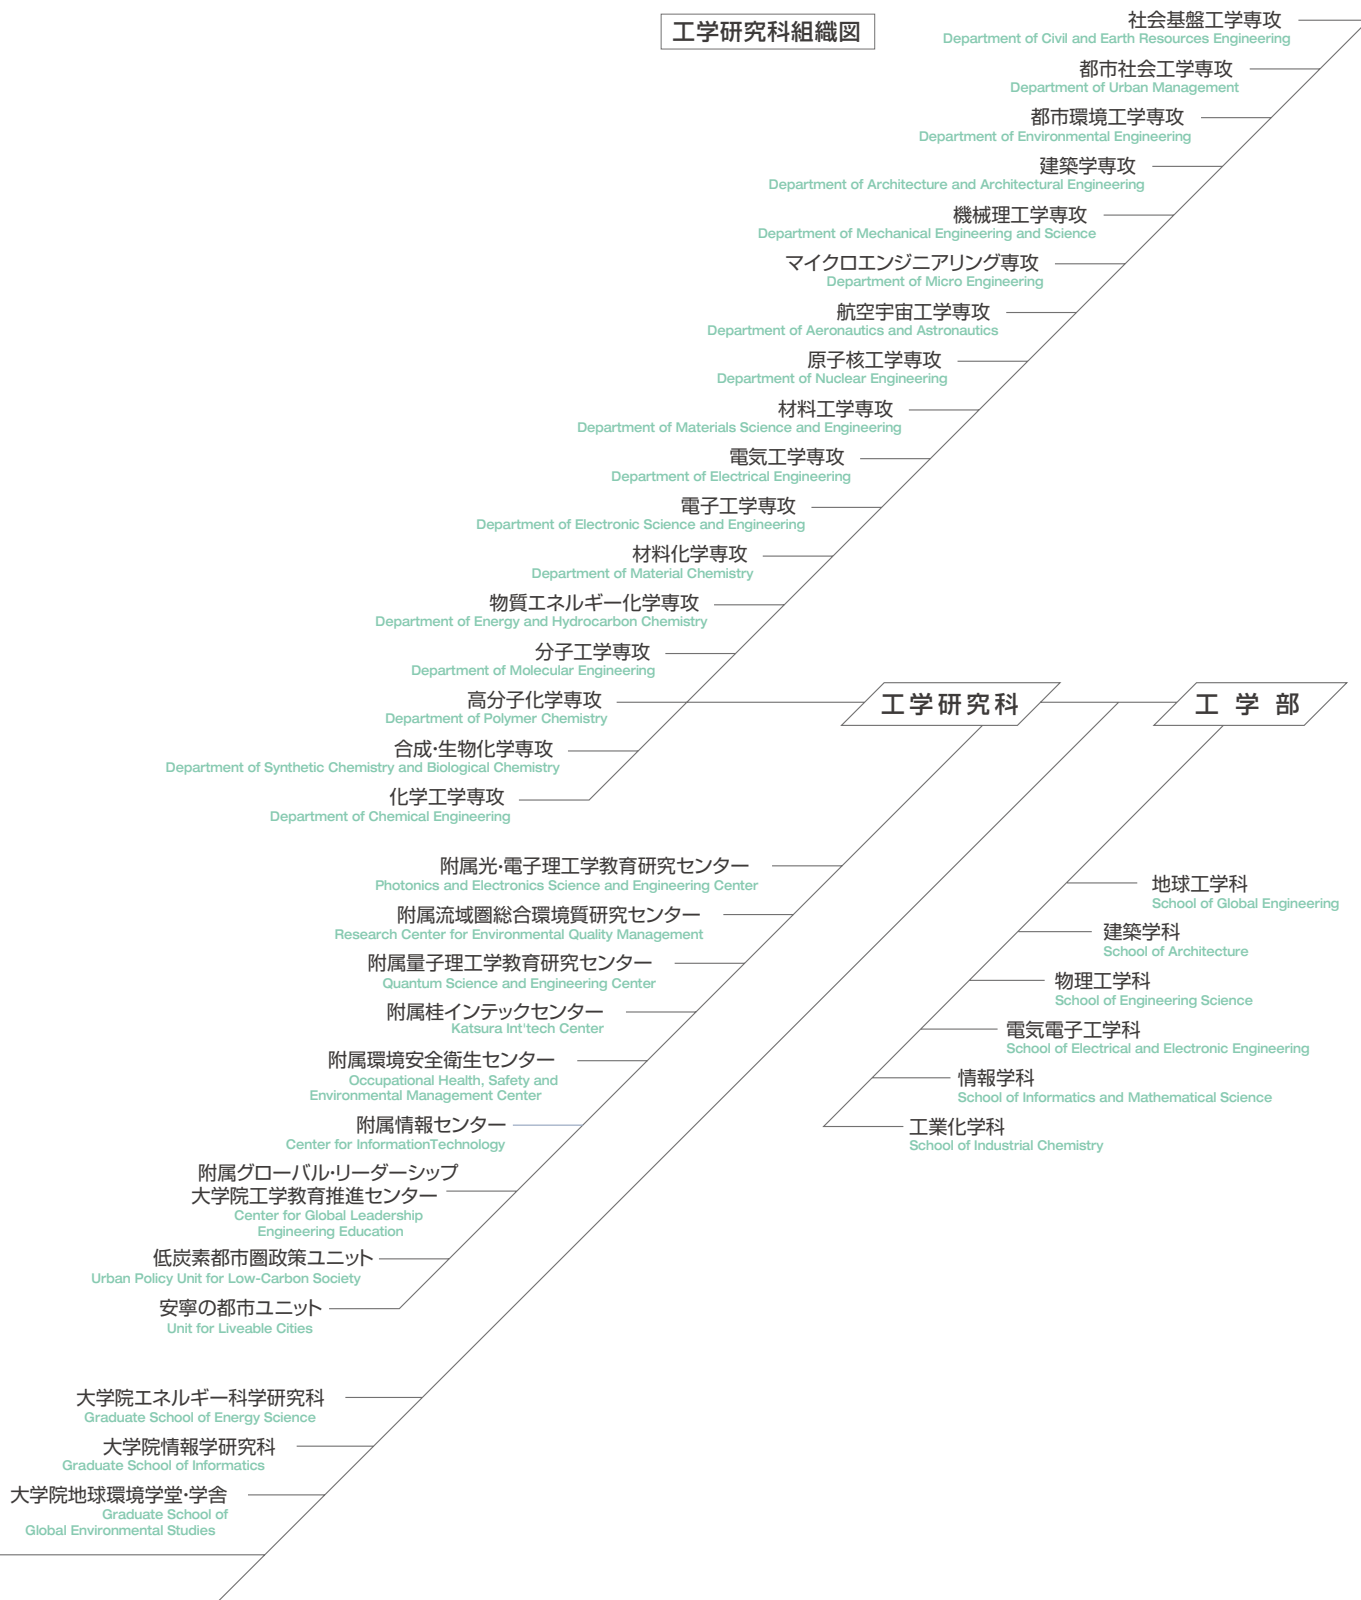 工学研究科組織図
社会基盤工学専攻
Department of Civil and Earth Resources Engineering
都市社会工学専攻
Department of Urban Management
都市環境工学専攻
Department of Environmental Engineering
建築学専攻
Department of Architecture and Architectural Engineering
機械理工学専攻
Department of Mechanical Engineering and Science
マイクロエンジニアリング専攻
Department of Micro Engineering
航空宇宙工学専攻
Department of Aeronautics and Astronautics
原子核工学専攻
Department of Nuclear Engineering
材料工学専攻
Department of Materials Science and Engineering
電気工学専攻
Department of Electrical Engineering
電子工学専攻
Department of Electronic Science and Engineering
材料化学専攻
Department of Material Chemistry
物質エネルギー化学専攻
Department of Energy and Hydrocarbon Chemistry
分子工学専攻
Department of Molecular Engineering
高分子化学専攻
Department of Polymer Chemistry
合成・生物化学専攻
Department of Synthetic Chemistry and Biological Chemistry
化学工学専攻
Department of Chemical Engineering
工学研究科
工学部
附属光・電子理工学教育研究センター
Photonics and Electronics Science and Engineering Center
附属流域圏総合環境質研究センター
Research Center for Environmental Quality Management
附属量子理工学教育研究センター
Quantum Science and Engineering Center
附属桂インテックセンター
Katsura Int'tech Center
附属環境安全衛生センター
Occupational Health, Safety and
Environmental Management Center
附属情報センター
Center for InformationTechnology
附属グローバル・リーダーシップ
大学院工学教育推進センター
Center for Global Leadership
Engineering Education
低炭素都市圏政策ユニット
Urban Policy Unit for Low-Carbon Society
安寧の都市ユニット
Unit for Liveable Cities
地球工学科
School of Global Engineering
建築学科
School of Architecture
物理工学科
School of Engineering Science
電気電子工学科
School of Electrical and Electronic Engineering
情報学科
School of Informatics and Mathematical Science
工業化学科
School of Industrial Chemistry
大学院エネルギー科学研究科
Graduate School of Energy Science
大学院情報学研究科
Graduate School of Informatics
大学院地球環境学堂・学舎
Graduate School of
Global Environmental Studies